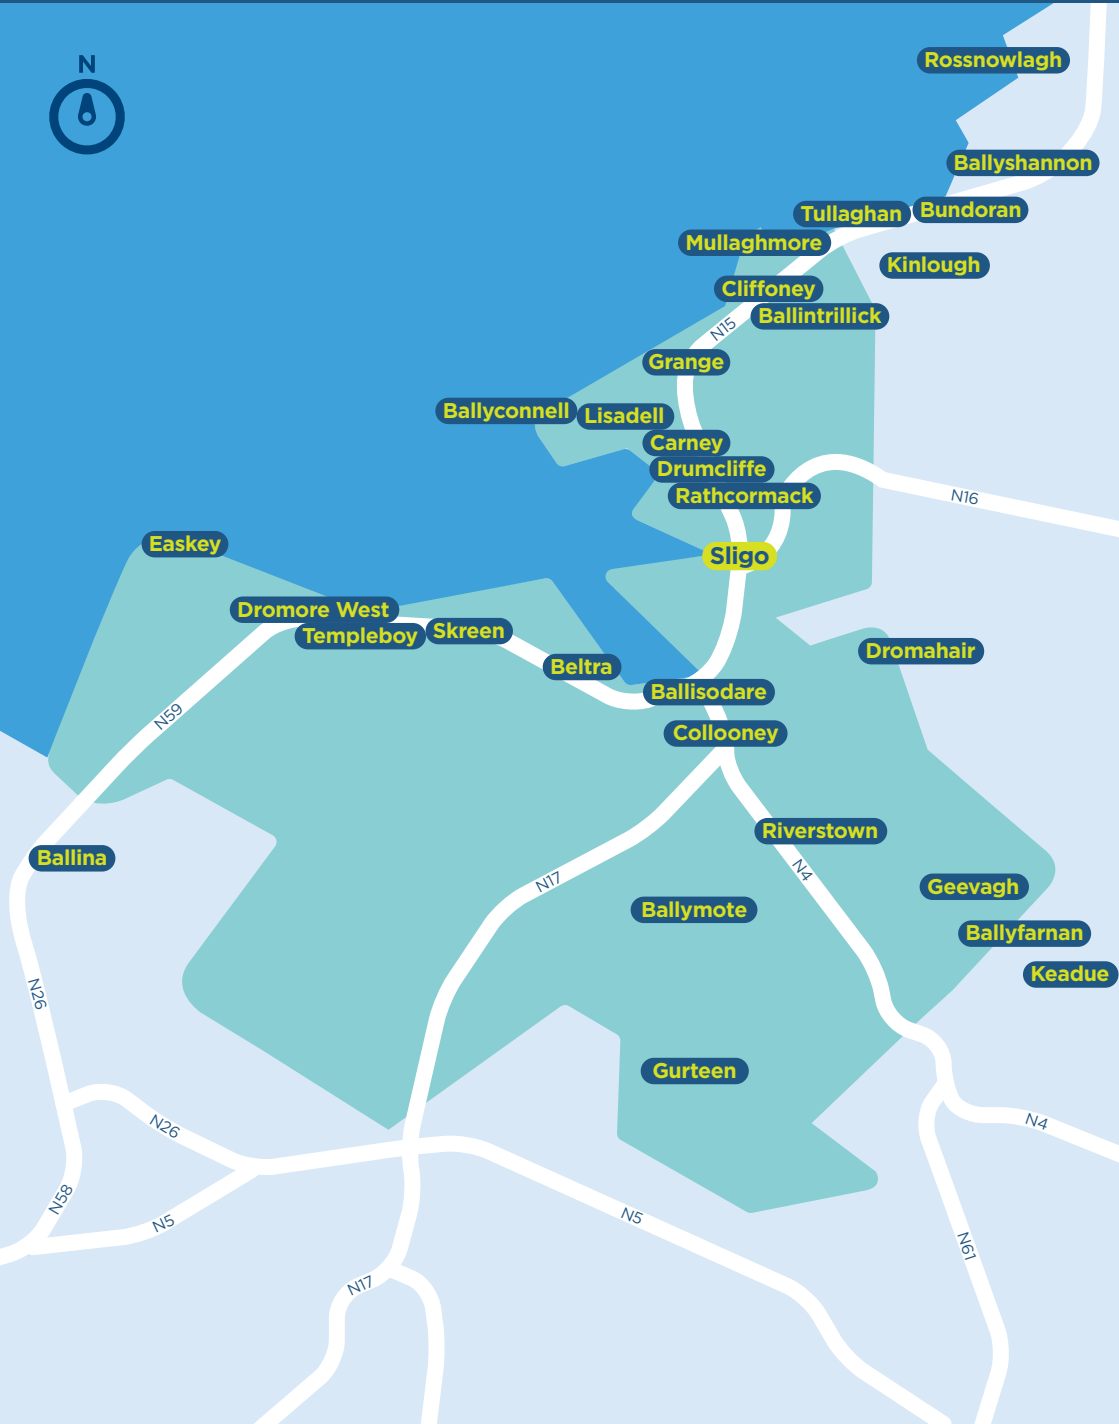 N
Rossnowlagh
Ballyshannon
Tullaghan
Bundoran
Mullaghmore
Kinlough
Cliffoney
Ballintrillick
N15
Grange
Ballyconnell
Lisadell
Carney
Drumcliffe
Rathcormack
N16
Easkey
Sligo
Dromore West
Templeboy
Skreen
Dromahair
Beltra
Ballisodare
N59
Collooney
Riverstown
Ballina
N4
N17
Geevagh
Ballymote
Ballyfarnan
Keadue
N26
Gurteen
N26
N4
N58
N5
N5
N61
N17